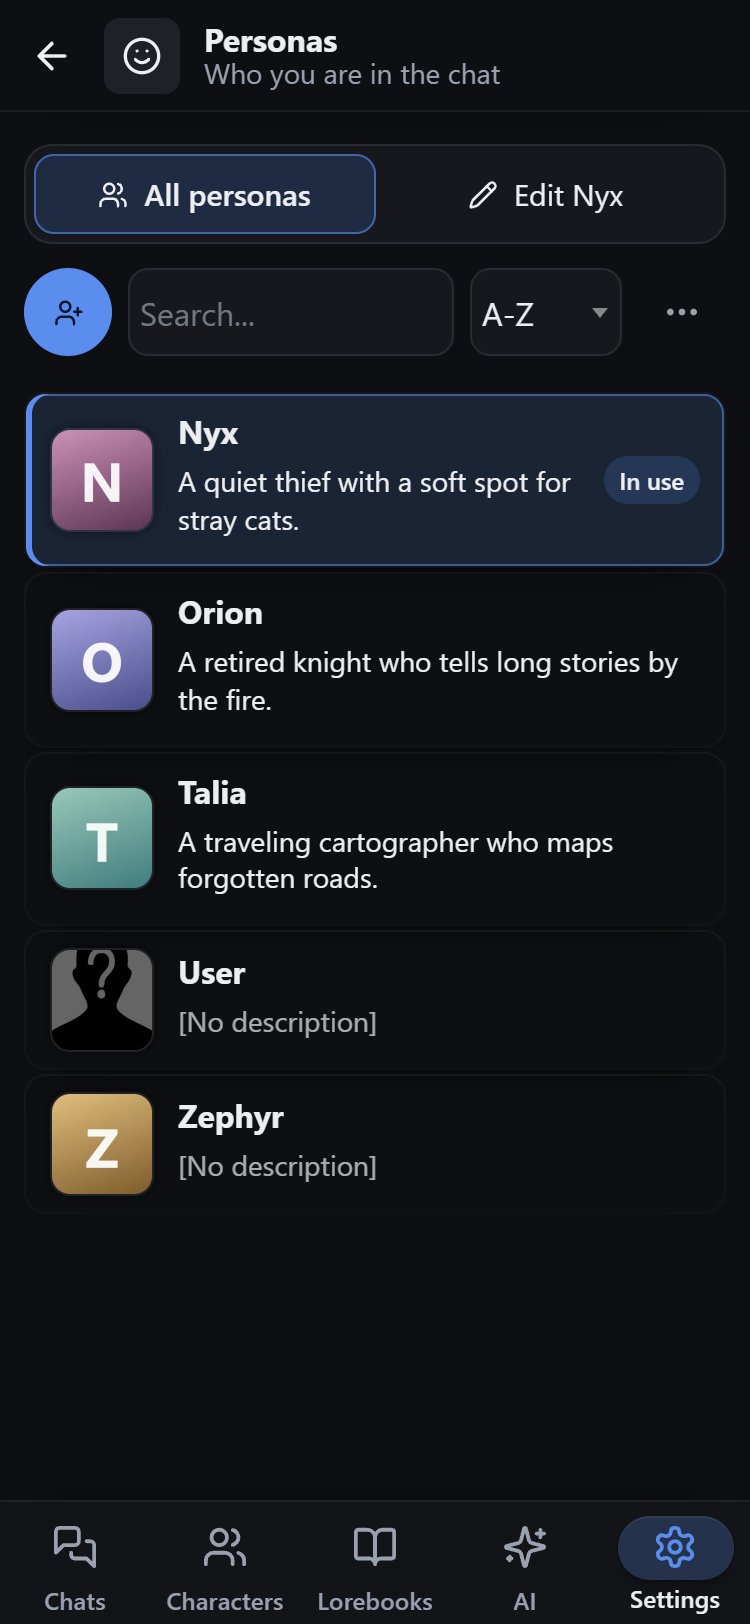 Personas
Who you are in the chat
All personas
Edit Nyx
Search...
A-Z
N
Nyx
A quiet thief with a soft spot for
stray cats.
In use
O
Orion
A retired knight who tells long stories by
the fire.
T
Talia
A traveling cartographer who maps
forgotten roads.
?
User
[No description]
Z
Zephyr
[No description]
Chats
Characters
Lorebooks
AI
Settings